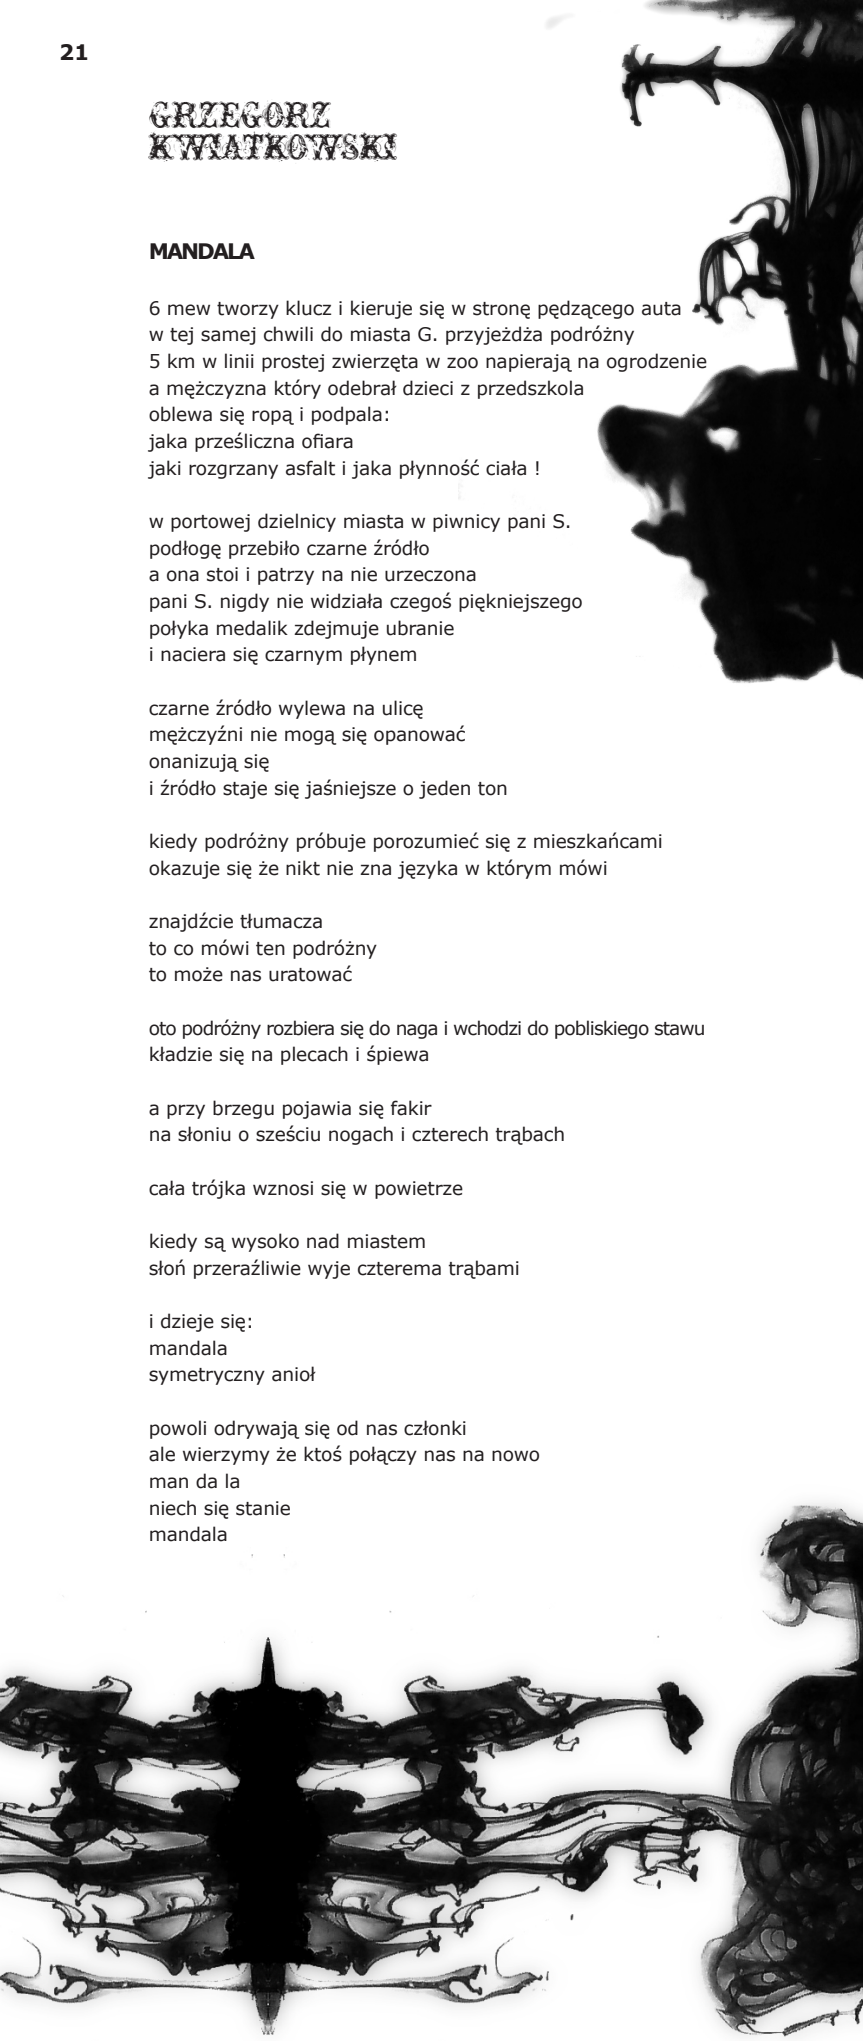 21
GRZEGORZ
KWIATKOWSKI
MANDALA
6 mew tworzy klucz i kieruje się w stronę pędzącego auta
w tej samej chwili do miasta G. przyjeżdża podróżny
5 km w linii prostej zwierzęta w zoo napierają na ogrodzenie
a mężczyzna który odebrał dzieci z przedszkola
oblewa się ropą i podpala:
jaka prześliczna ofiara
jaki rozgrzany asfalt i jaka płynność ciała !
w portowej dzielnicy miasta w piwnicy pani S.
podłogę przebiło czarne źródło
a ona stoi i patrzy na nie urzeczona
pani S. nigdy nie widziała czegoś piękniejszego
połyka medalik zdejmuje ubranie
i naciera się czarnym płynem
czarne źródło wylewa na ulicę
mężczyźni nie mogą się opanować
onanizują się
i źródło staje się jaśniejsze o jeden ton
kiedy podróżny próbuje porozumieć się z mieszkańcami
okazuje się że nikt nie zna języka w którym mówi
znajdźcie tłumacza
to co mówi ten podróżny
to może nas uratować
oto podróżny rozbiera się do naga i wchodzi do pobliskiego stawu
kładzie się na plecach i śpiewa
a przy brzegu pojawia się fakir
na słoniu o sześciu nogach i czterech trąbach
cała trójka wznosi się w powietrze
kiedy są wysoko nad miastem
słoń przeraźliwie wyje czterema trąbami
i dzieje się:
mandala
symetryczny anioł
powoli odrywają się od nas członki
ale wierzymy że ktoś połączy nas na nowo
man da la
niech się stanie
mandala